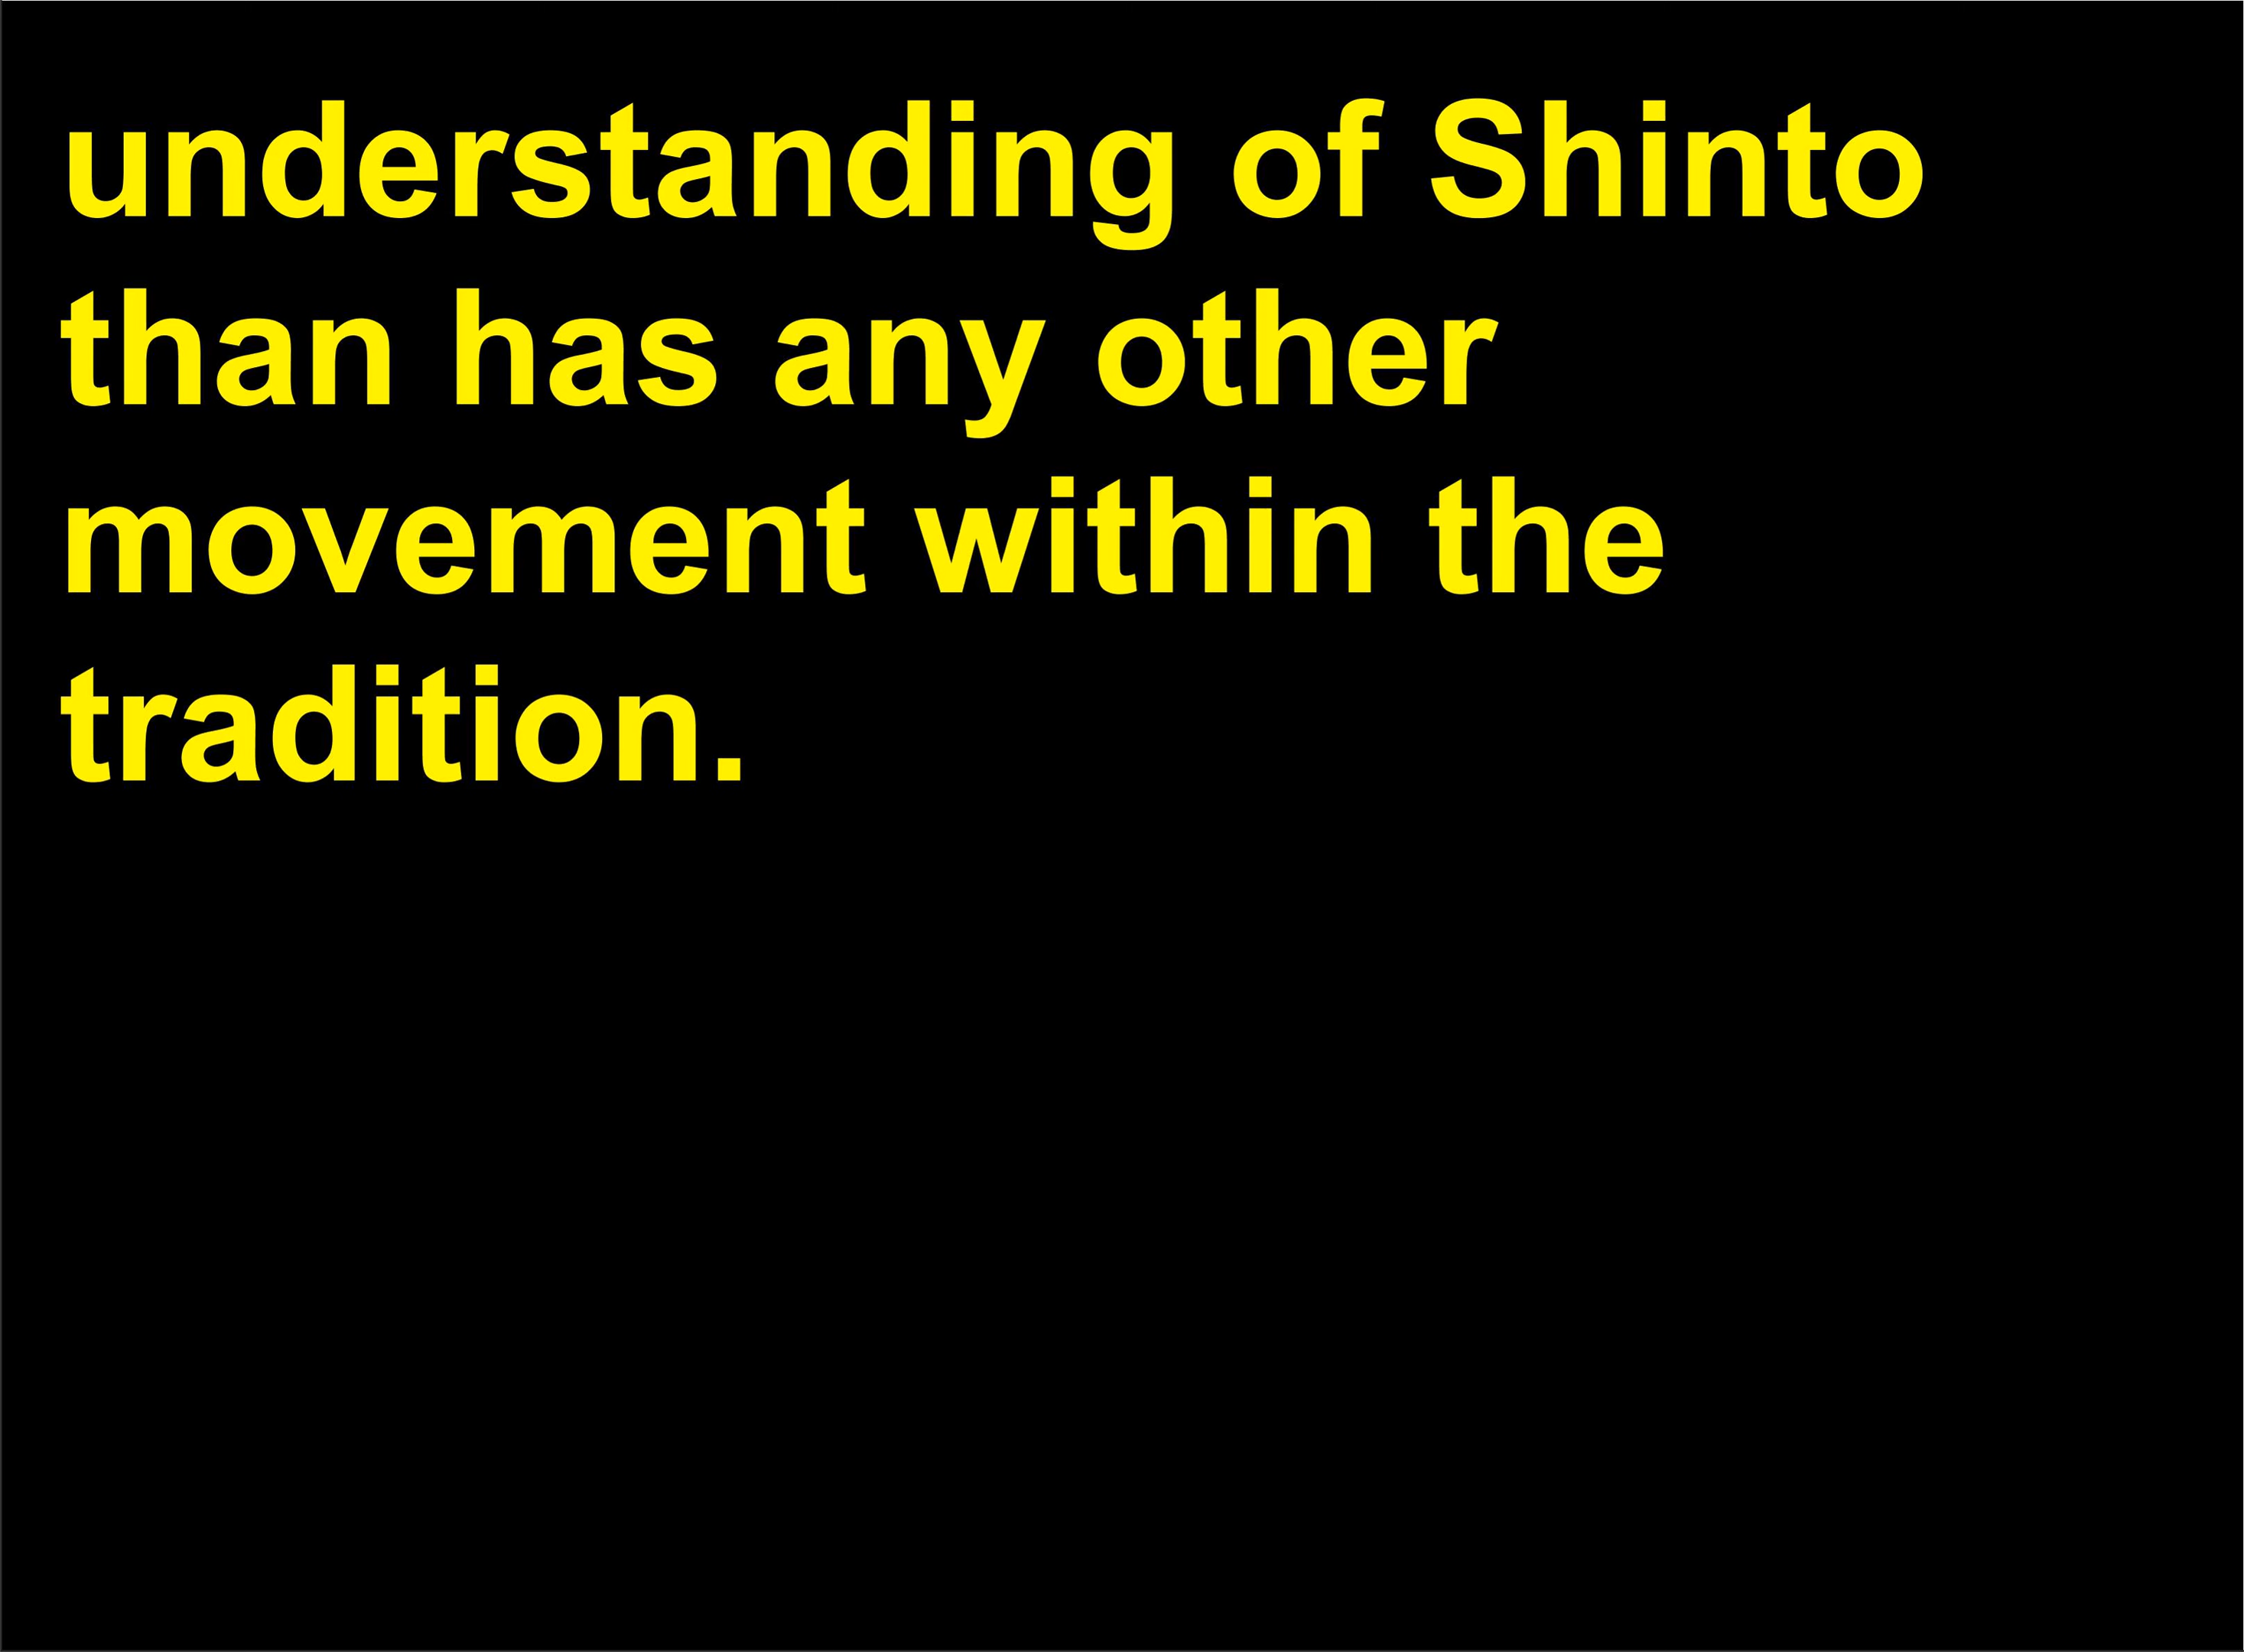 understanding of Shinto
than has any other
movement within the
tradition.